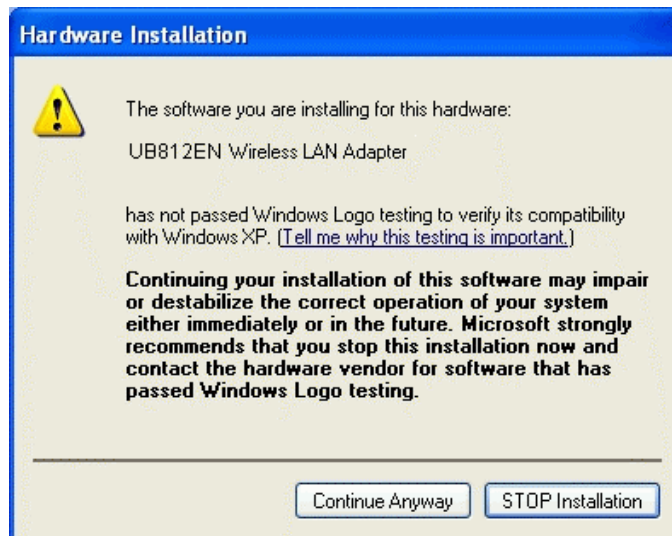 Hardware Installation
The software you are installing for this hardware:
UB812EN Wireless LAN Adapter
has not passed Windows Logo testing to verify its compatibility
with Windows XP. (Tell me why this testing is important.)
Continuing your installation of this software may impair
or destabilize the correct operation of your system
either immediately or in the future. Microsoft strongly
recommends that you stop this installation now and
contact the hardware vendor for software that has
passed Windows Logo testing.
Continue Anyway
STOP Installation